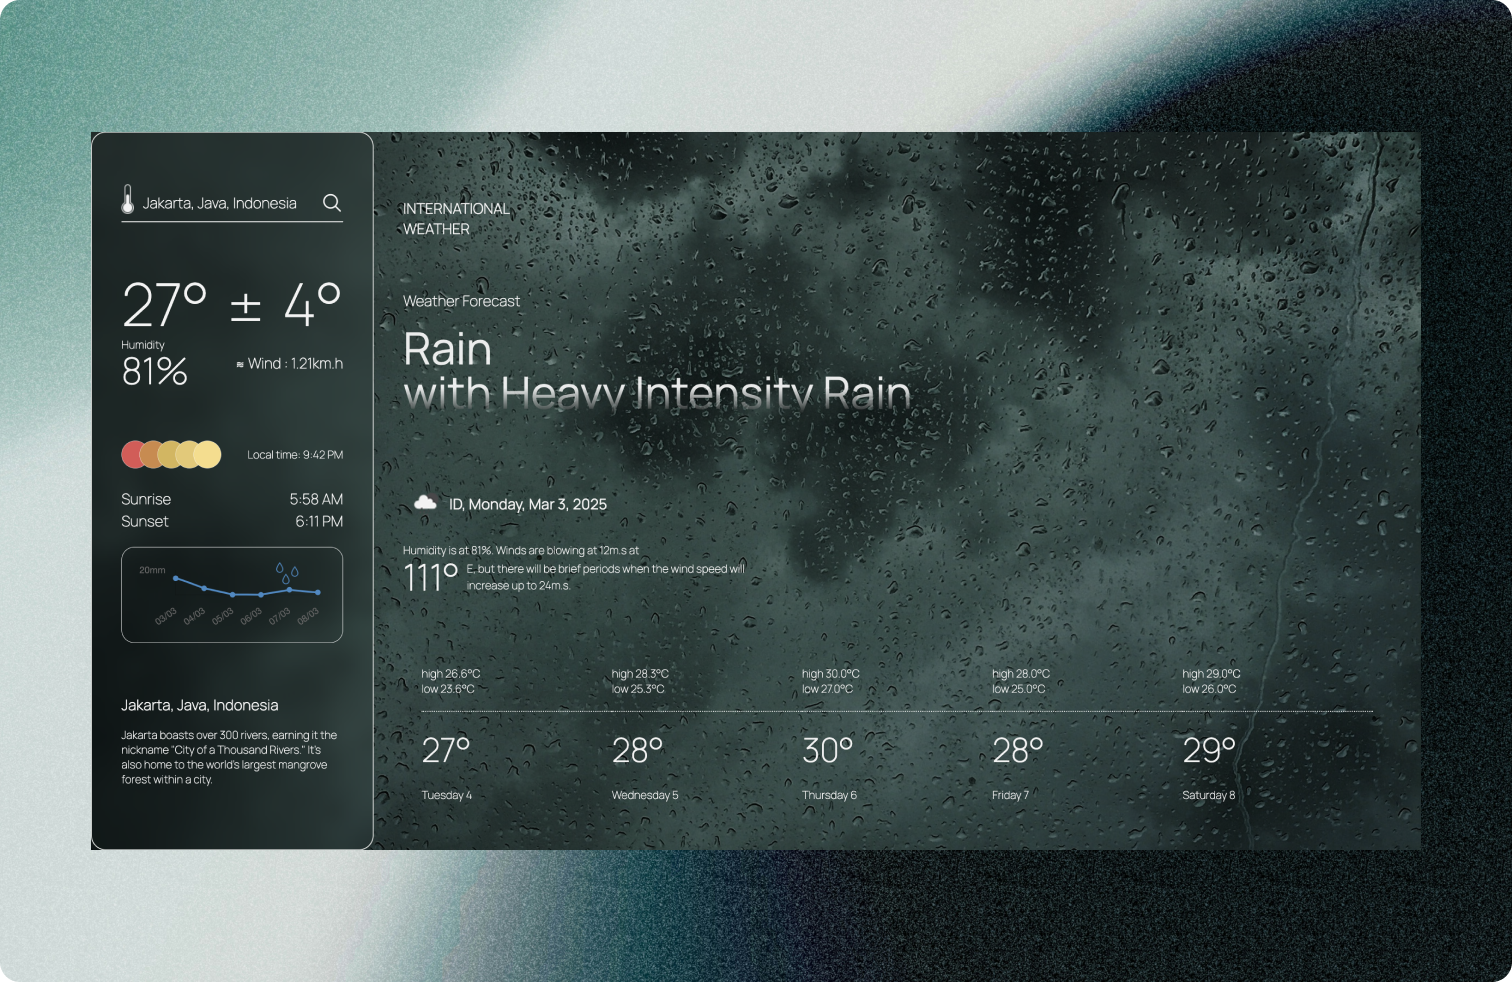 Jakarta, Java, Indonesia
27° ± 4°
Humidity
81%
≋ Wind : 1.21km.h
Local time: 9:42 PM
Sunrise 5:58 AM
Sunset 6:11 PM
20mm
03/03 04/03 05/03 06/03 07/03 08/03
Jakarta, Java, Indonesia
Jakarta boasts over 300 rivers, earning it the
nickname "City of a Thousand Rivers." It's
also home to the world's largest mangrove
forest within a city.
INTERNATIONAL
WEATHER
Weather Forecast
Rain
with Heavy Intensity Rain
ID, Monday, Mar 3, 2025
Humidity is at 81%. Winds are blowing at 12m.s at
111° E, but there will be brief periods when the wind speed will
increase up to 24m.s.
high 26.6°C
low 23.6°C
27°
Tuesday 4
high 28.3°C
low 25.3°C
28°
Wednesday 5
high 30.0°C
low 27.0°C
30°
Thursday 6
high 28.0°C
low 25.0°C
28°
Friday 7
high 29.0°C
low 26.0°C
29°
Saturday 8